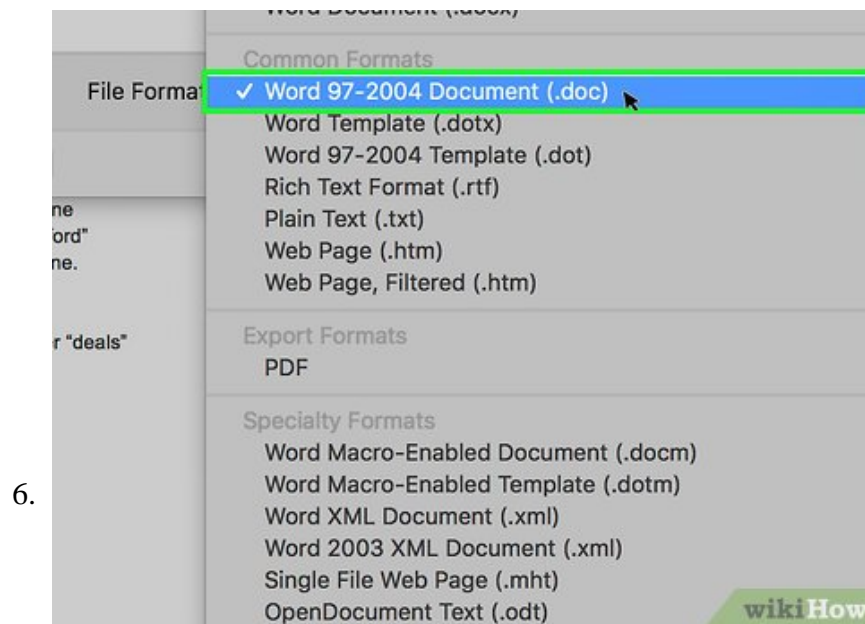 Word Document (.docx)
Common Formats
File Format
✓ Word 97-2004 Document (.doc)
Word Template (.dotx)
Word 97-2004 Template (.dot)
Rich Text Format (.rtf)
ne
Plain Text (.txt)
ord"
Web Page (.htm)
ne.
Web Page, Filtered (.htm)
r "deals"
Export Formats
PDF
Specialty Formats
Word Macro-Enabled Document (.docm)
6.
Word Macro-Enabled Template (.dotm)
Word XML Document (.xml)
Word 2003 XML Document (.xml)
Single File Web Page (.mht)
OpenDocument Text (.odt)
wikiHow